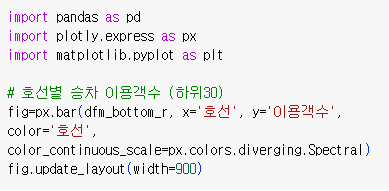 import pandas as pd
import plotly.express as px
import matplotlib.pyplot as plt
# 호선별 승차 이용객수 (하위30)
fig=px.bar(dfm_bottom_r, x='호선', y='이용객수',
color='호선',
color_continuous_scale=px.colors.diverging.Spectral)
fig.update_layout(width=900)